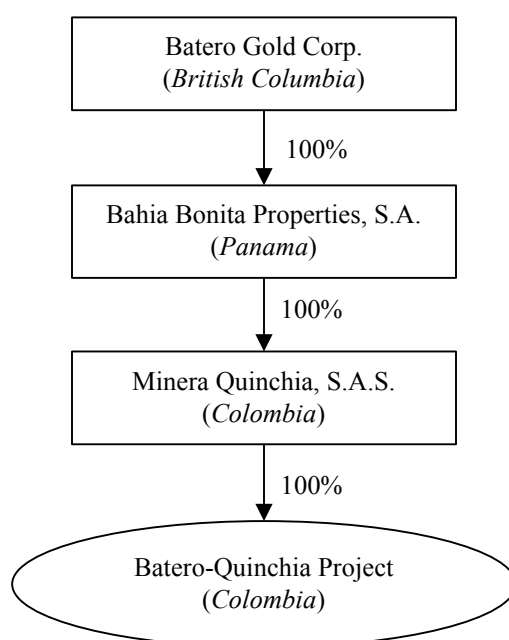 Batero Gold Corp.
(British Columbia)
100%
Bahia Bonita Properties, S.A.
(Panama)
100%
Minera Quinchia, S.A.S.
(Colombia)
100%
Batero-Quinchia Project
(Colombia)